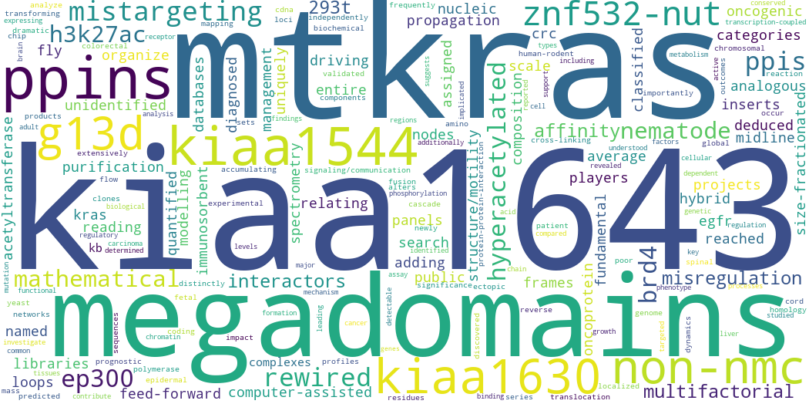 analyze
transforming
expressing
dramatic
mapping
loci
cdna
independently
biochemical
293t
frequently
nucleic
propagation
znf532-nut
oncogenic
conserved
spanning
transcription-coupled
mistargeting
h3k27ac
chip
receptor
fly
brain
colorectal
organize
mtkras
crc
types
human-rodent
scale
classified
chromosomal
categories
metabolism
active
outcomes
reaction
ppins
ppis
analogous
unidentified
databases
diagnosed
sets
management
uniquely
driving
validated
entire
components
assigned
suggests
implicated
hyperacetylated
composition
including
support
cell
importantly
inserts
occur
deduced
midline
products
adult
analysis
g13d
kiaa1544
findings
regions
amino
nodes
additionally
affinity
nematode
revealed
understood
factors
global
cross-linking
cellular
dependent
average
players
projects
genetic
hybrid
size-fractionated
acetyltransferase
extensively
purification
flow
accumulating
clones
biological
experimental
kras
reading
regulatory
kb
carcinoma
determined
quantified
modelling
immunosorbent
levels
spectrometry
signaling/communication
fusion
alters
phosphorylation
relating
cascade
panels
newly
search
identified
adding
structure/motility
protein-protein-interaction
acid
patient
compared
egfr
regulation
reached
fundamental
kiaa1643
mutation
mathematical
functional
fetal
distinctly
interactors
major
assay
public
significance
ectopic
chain
frames
reverse
oncoprotein
brd4
poor
key
spinal
misregulation
genome
phenotype
cord
homology
studied
megadomains
yeast
networks
named
investigate
common
sequences
chromatin
coding
prognostic
impact
formation
mechanism
leading
cancer
detectable
genes
discovered
growth
targeted
dynamics
liver
libraries
tissues
loops
mass
predicted
contribute
ep300
polymerase
epidermal
complexes
feed-forward
profiles
rewired
computer-assisted
kiaa1630
residues
binding
series
translocation
localized
non-nmc
multifactorial